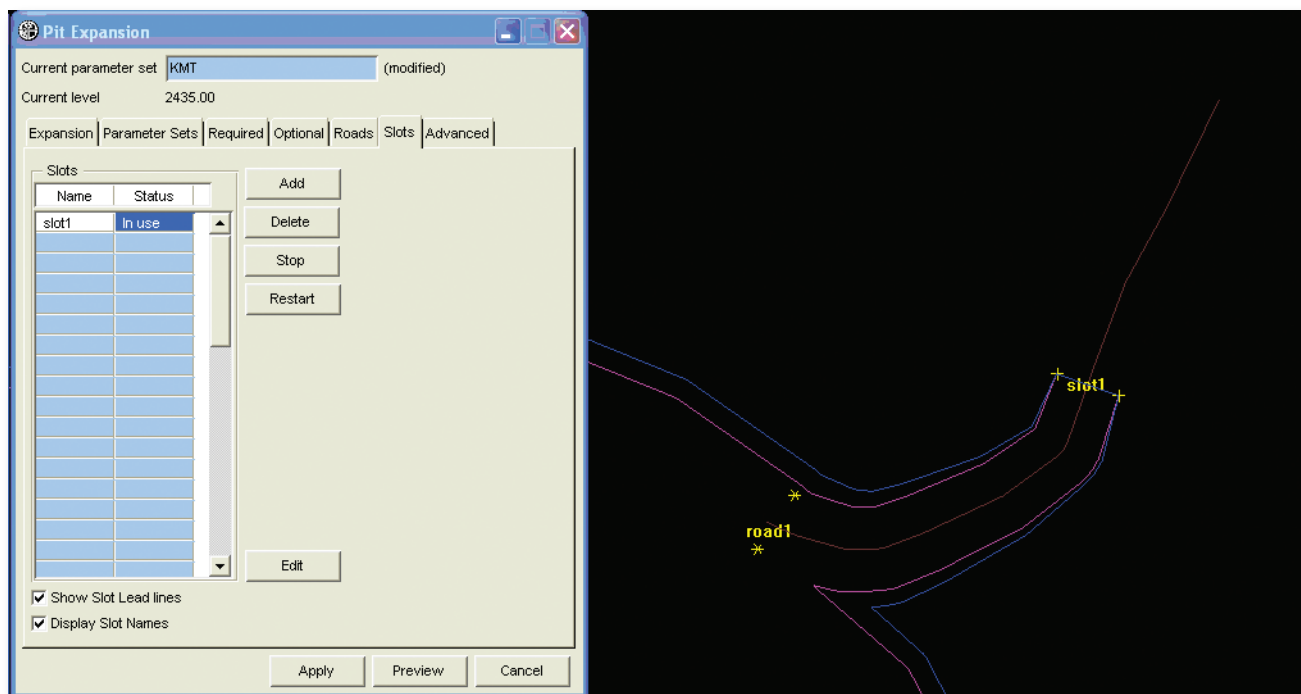 Pit Expansion
Current parameter set KMT (modified)
Current level 2435.00
Expansion Parameter Sets Required Optional Roads Slots Advanced
Slots
Name Status
slot1 In use
Add
Delete
Stop
Restart
Edit
Show Slot Lead lines
Display Slot Names
Apply Preview Cancel
slot1
road1